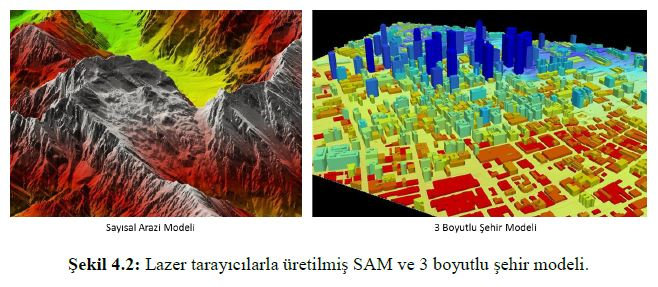 Sayısal Arazi Modeli
3 Boyutlu Şehir Modeli
Şekil 4.2: Lazer tarayıcılarla üretilmiş SAM ve 3 boyutlu şehir modeli.